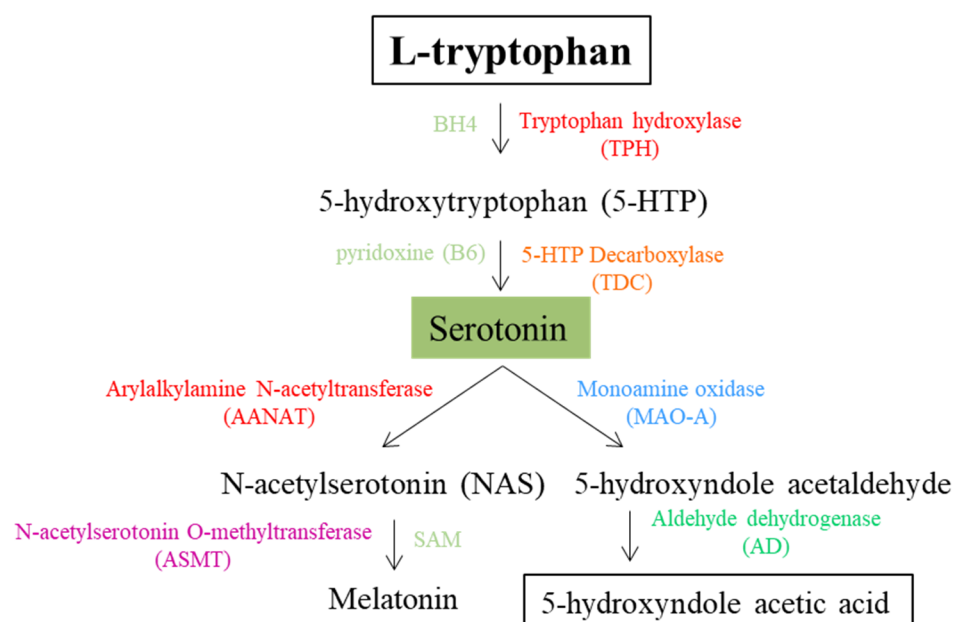 L-tryptophan
BH4
Tryptophan hydroxylase
(TPH)
5-hydroxytryptophan (5-HTP)
pyridoxine (B6)
5-HTP Decarboxylase
(TDC)
Serotonin
Arylalkylamine N-acetyltransferase
(AANAT)
Monoamine oxidase
(MAO-A)
N-acetylserotonin (NAS)
5-hydroxyndole acetaldehyde
N-acetylserotonin O-methyltransferase
(ASMT)
SAM
Aldehyde dehydrogenase
(AD)
Melatonin
5-hydroxyndole acetic acid